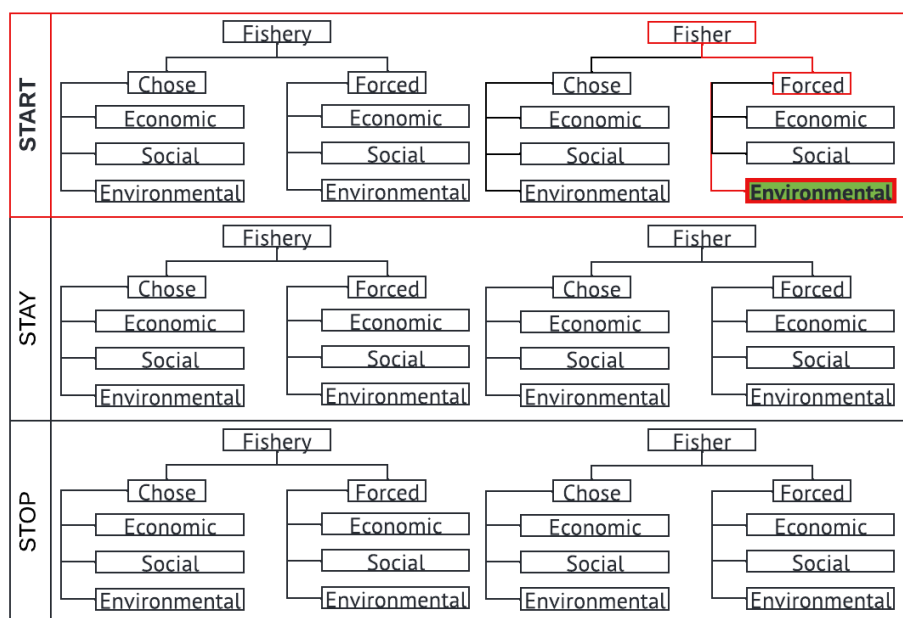 START
Fishery Fisher
Chose Forced Chose Forced
Economic Economic Economic Economic
Social Social Social Social
Environmental Environmental Environmental Environmental
STAY
Fishery Fisher
Chose Forced Chose Forced
Economic Economic Economic Economic
Social Social Social Social
Environmental Environmental Environmental Environmental
STOP
Fishery Fisher
Chose Forced Chose Forced
Economic Economic Economic Economic
Social Social Social Social
Environmental Environmental Environmental Environmental